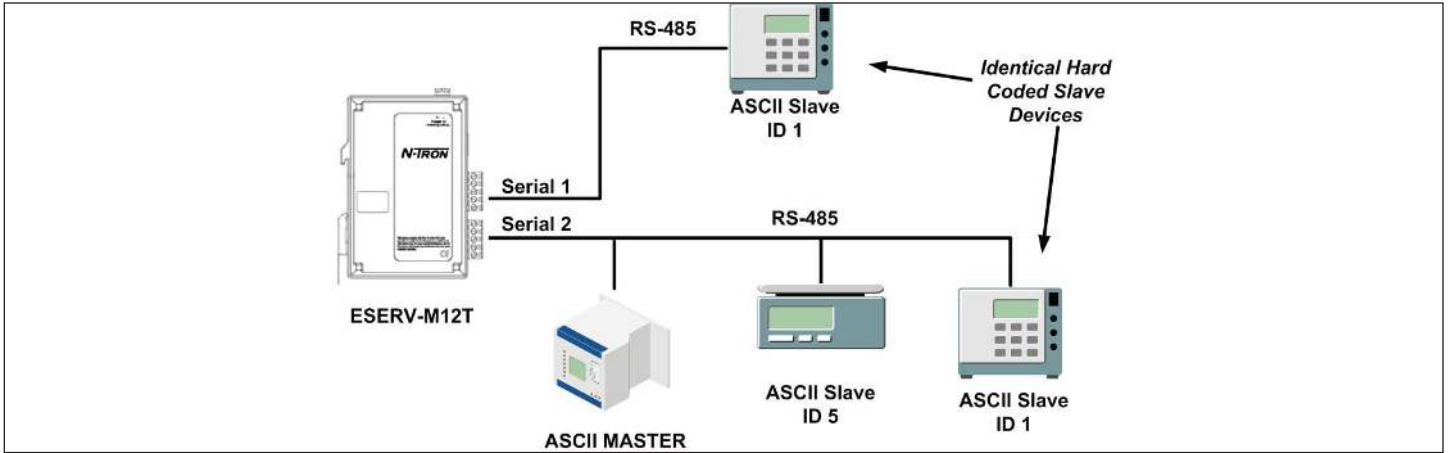 RS-485
ASCII Slave
ID 1
Identical Hard
Coded Slave
Devices
N-TRON
Serial 1
Serial 2
RS-485
ESERV-M12T
ASCII MASTER
ASCII Slave
ID 5
ASCII Slave
ID 1